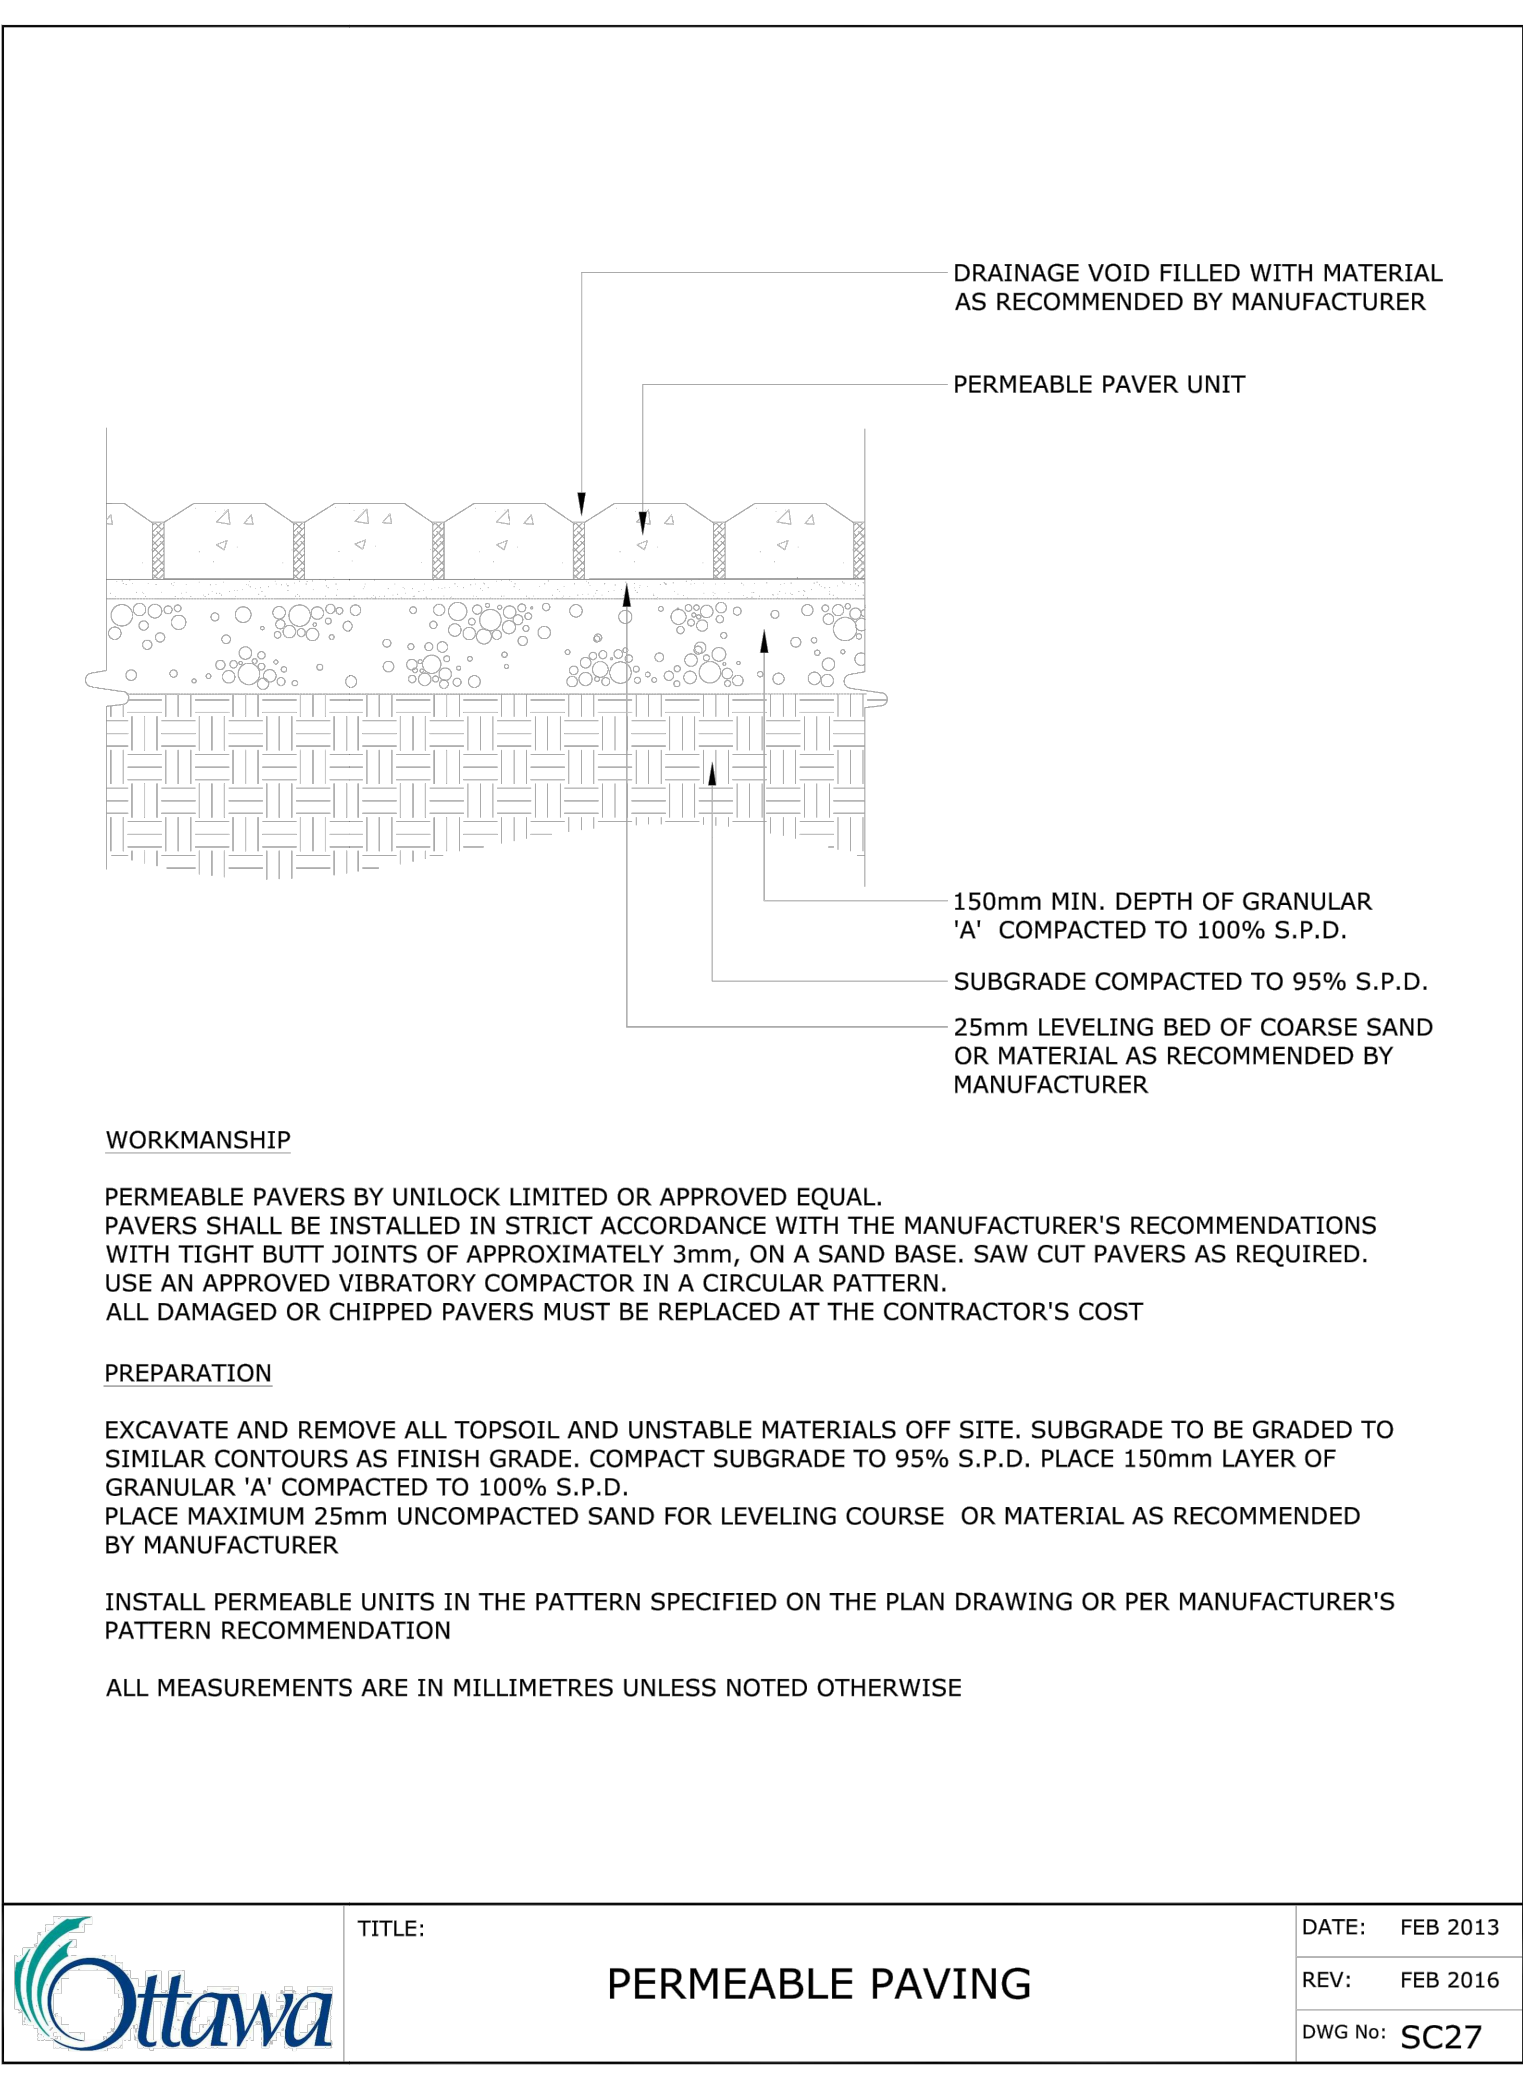 DRAINAGE VOID FILLED WITH MATERIAL
AS RECOMMENDED BY MANUFACTURER
PERMEABLE PAVER UNIT
150mm MIN. DEPTH OF GRANULAR
'A' COMPACTED TO 100% S.P.D.
SUBGRADE COMPACTED TO 95% S.P.D.
25mm LEVELING BED OF COARSE SAND
OR MATERIAL AS RECOMMENDED BY
MANUFACTURER
WORKMANSHIP
PERMEABLE PAVERS BY UNILOCK LIMITED OR APPROVED EQUAL.
PAVERS SHALL BE INSTALLED IN STRICT ACCORDANCE WITH THE MANUFACTURER'S RECOMMENDATIONS
WITH TIGHT BUTT JOINTS OF APPROXIMATELY 3mm, ON A SAND BASE. SAW CUT PAVERS AS REQUIRED.
USE AN APPROVED VIBRATORY COMPACTOR IN A CIRCULAR PATTERN.
ALL DAMAGED OR CHIPPED PAVERS MUST BE REPLACED AT THE CONTRACTOR'S COST
PREPARATION
EXCAVATE AND REMOVE ALL TOPSOIL AND UNSTABLE MATERIALS OFF SITE. SUBGRADE TO BE GRADED TO
SIMILAR CONTOURS AS FINISH GRADE. COMPACT SUBGRADE TO 95% S.P.D. PLACE 150mm LAYER OF
GRANULAR 'A' COMPACTED TO 100% S.P.D.
PLACE MAXIMUM 25mm UNCOMPACTED SAND FOR LEVELING COURSE OR MATERIAL AS RECOMMENDED
BY MANUFACTURER
INSTALL PERMEABLE UNITS IN THE PATTERN SPECIFIED ON THE PLAN DRAWING OR PER MANUFACTURER'S
PATTERN RECOMMENDATION
ALL MEASUREMENTS ARE IN MILLIMETRES UNLESS NOTED OTHERWISE
Ottawa
TITLE:
PERMEABLE PAVING
DATE: FEB 2013
REV: FEB 2016
DWG No: SC27